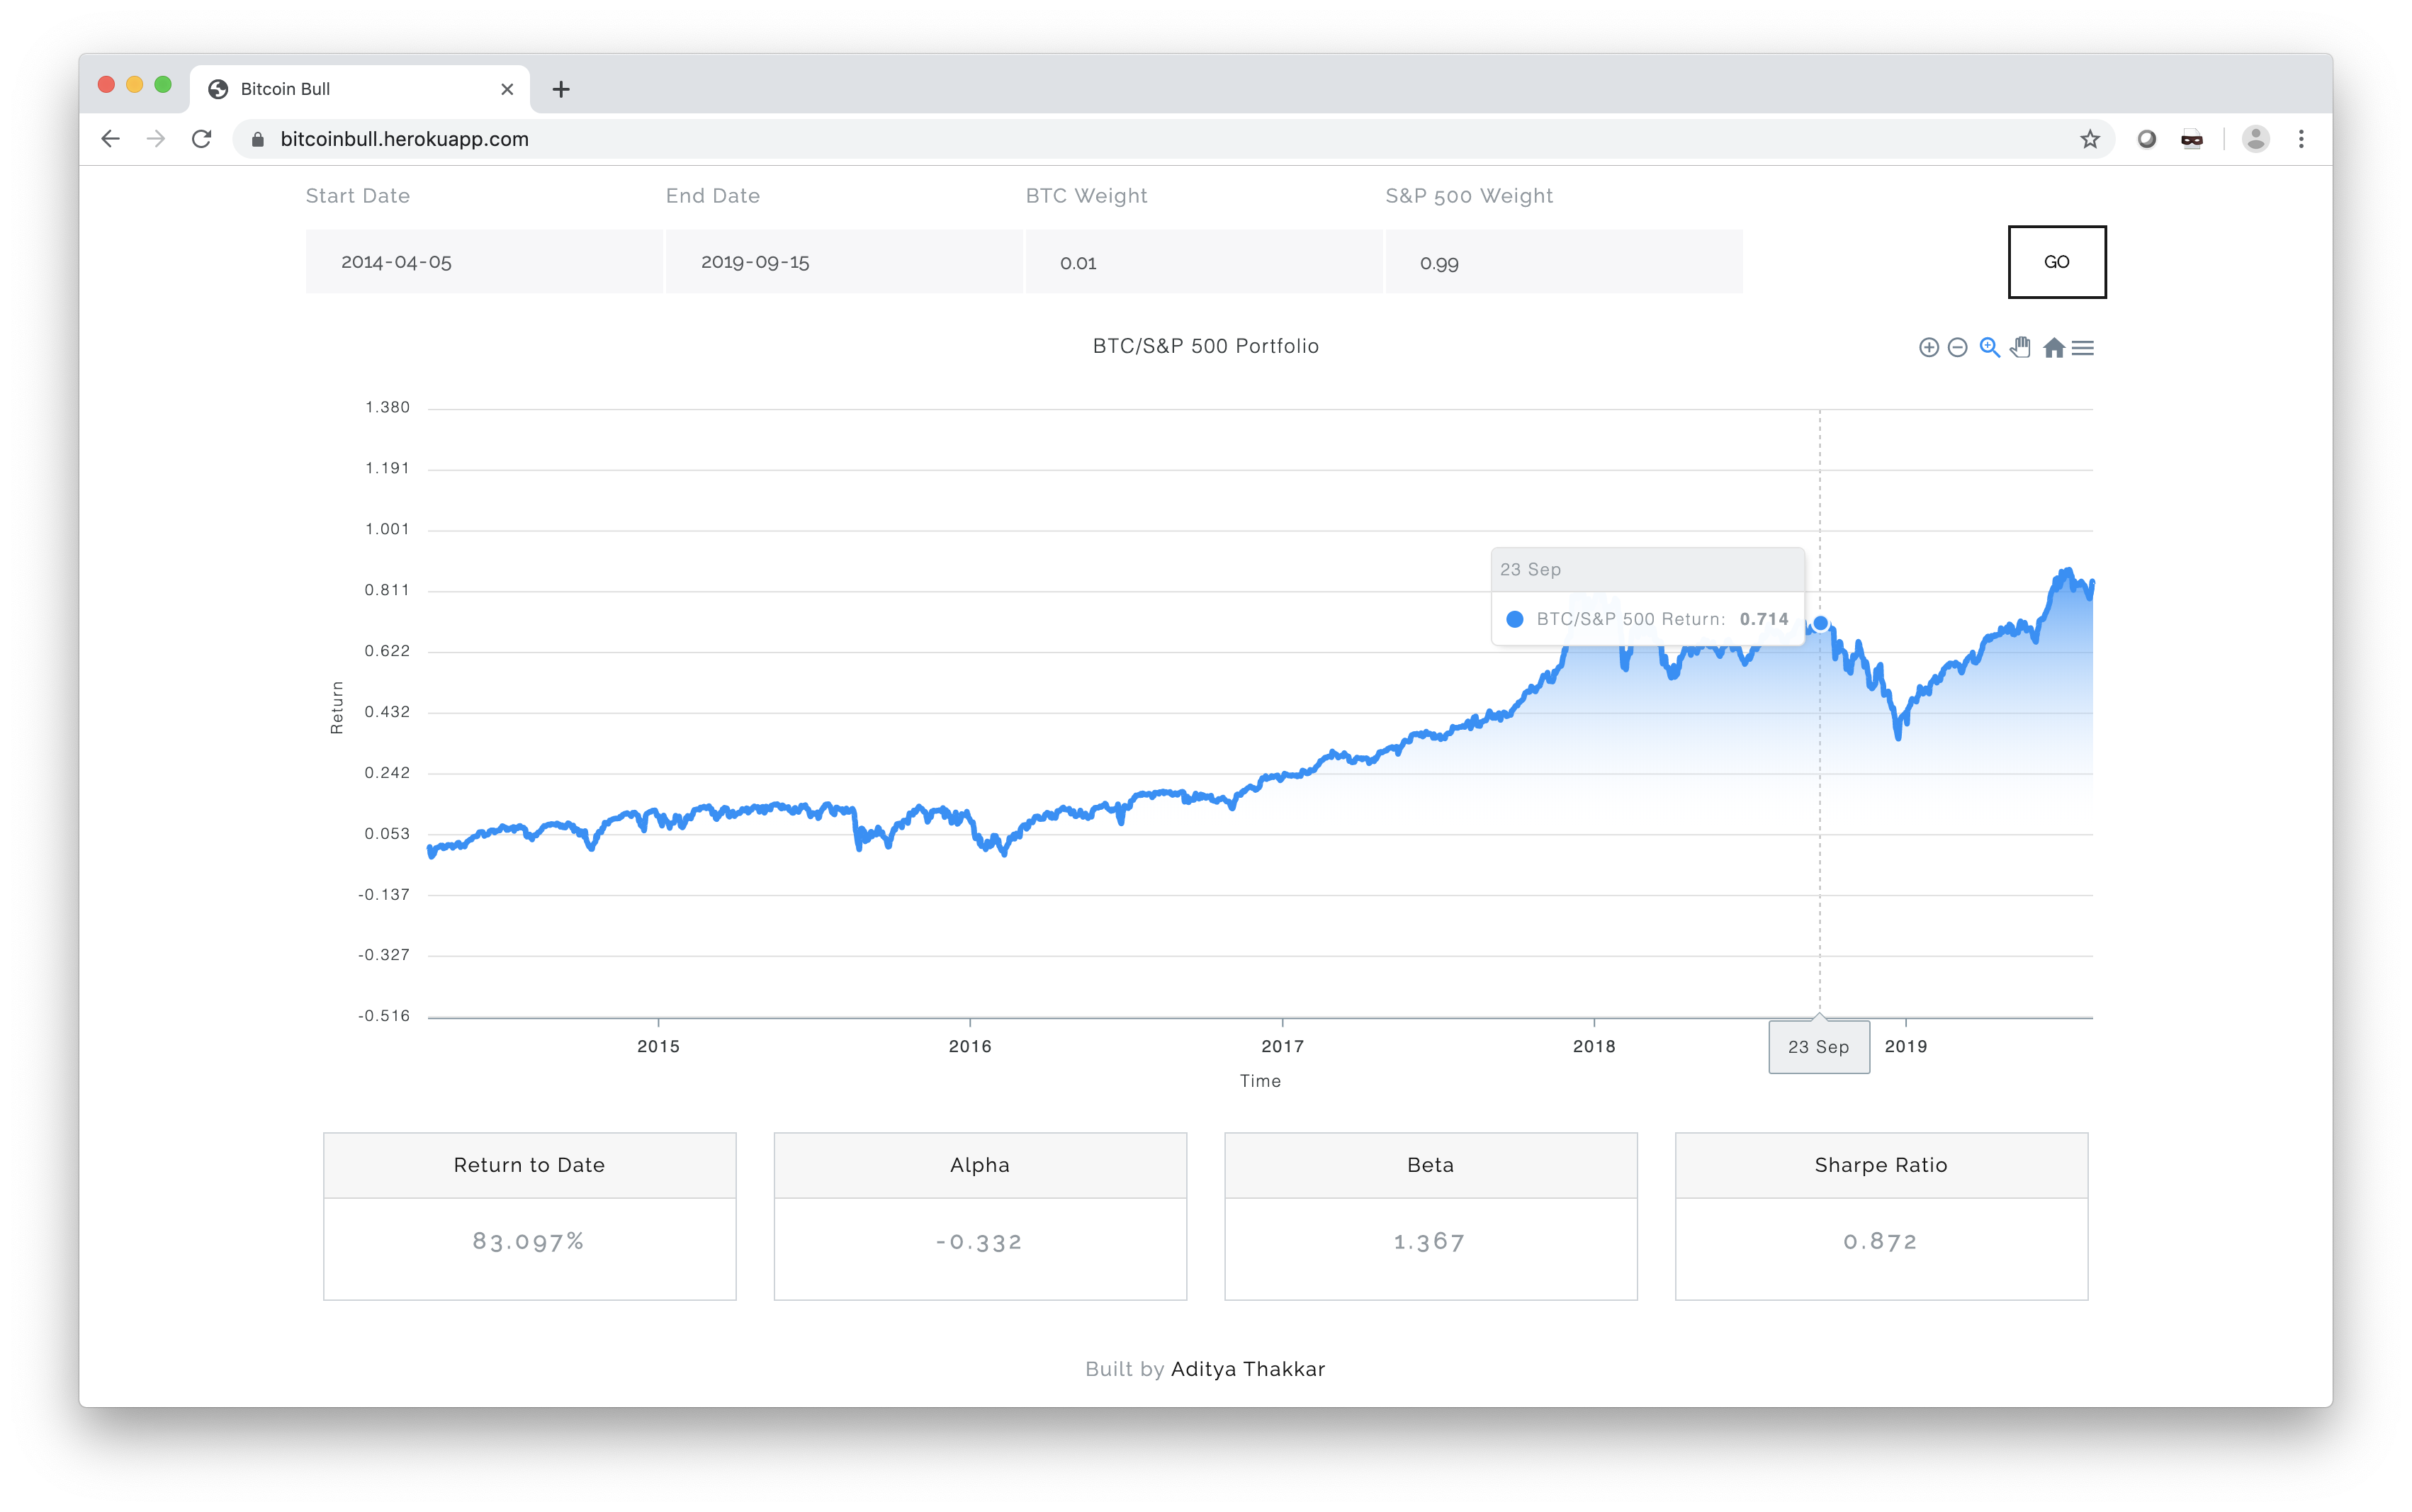 Bitcoin Bull
bitcoinbull.herokuapp.com
Start Date End Date BTC Weight S&P 500 Weight
2014-04-05 2019-09-15 0.01 0.99 GO
BTC/S&P 500 Portfolio
1.380
1.191
1.001
23 Sep
0.811
BTC/S&P 500 Return: 0.714
0.622
0.432
Return
0.242
0.053
-0.137
-0.327
-0.516
2015 2016 2017 2018 23 Sep 2019
Time
Return to Date Alpha Beta Sharpe Ratio
83.097% -0.332 1.367 0.872
Built by Aditya Thakkar